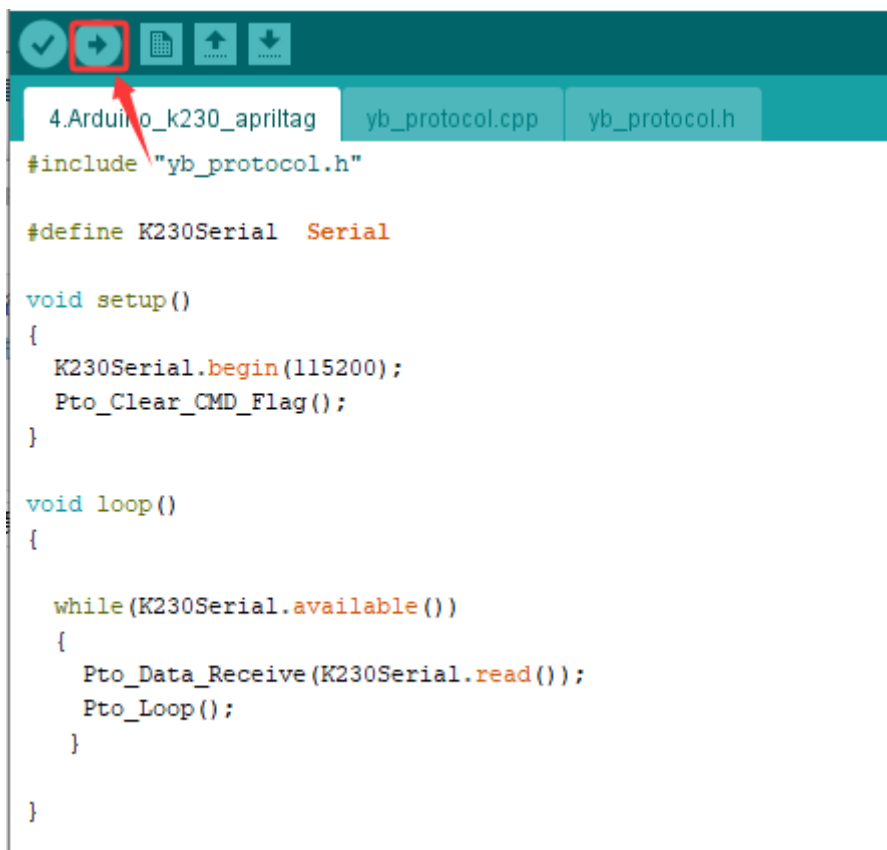 4.Arduino_k230_apriltag yb_protocol.cpp yb_protocol.h
#include "yb_protocol.h"
#define K230Serial  Serial
void setup()
{
  K230Serial.begin(115200);
  Pto_Clear_CMD_Flag();
}
void loop()
{
  while(K230Serial.available())
  {
    Pto_Data_Receive(K230Serial.read());
    Pto_Loop();
   }
}